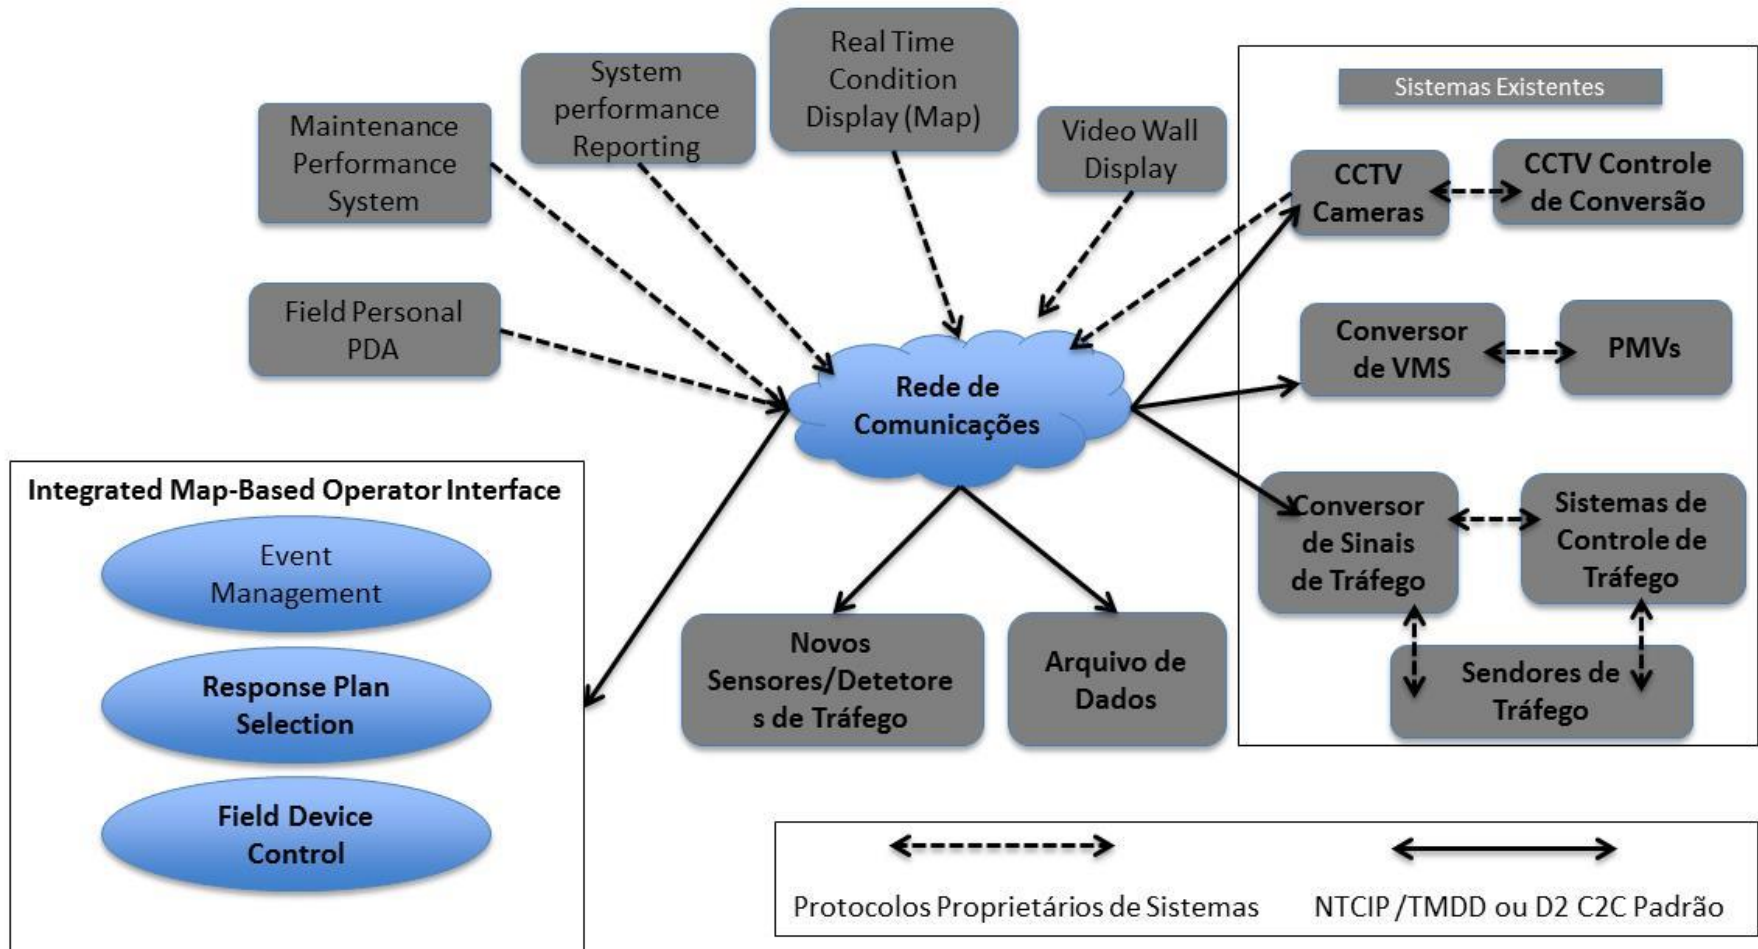 Real Time
Condition
Display (Map)
System
performance
Reporting
Maintenance
Performance
System
Video Wall
Display
Field Personal
PDA
Sistemas Existentes
CCTV
Cameras
CCTV Controle
de Conversão
Conversor
de VMS
PMVs
Rede de
Comunicações
Conversor
de Sinais
de Tráfego
Sistemas de
Controle de
Tráfego
Sendores de
Tráfego
Integrated Map-Based Operator Interface
Event
Management
Response Plan
Selection
Field Device
Control
Novos
Sensores/Detetore
s de Tráfego
Arquivo de
Dados
Protocolos Proprietários de Sistemas
NTCIP/TMDD ou D2 C2C Padrão